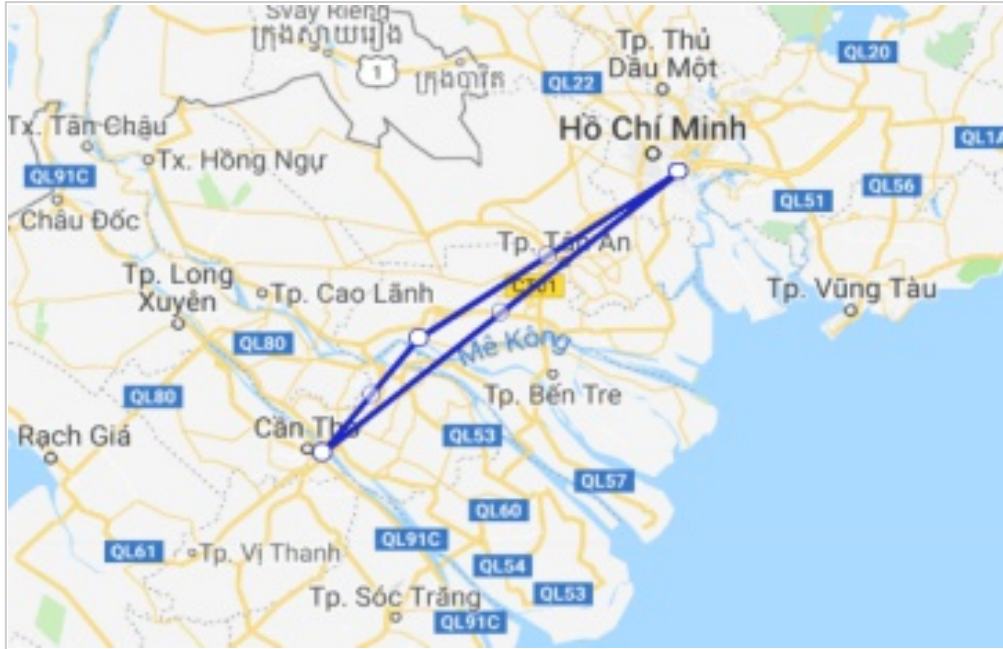 Svay Rieng
ក្រុងស្វាយរៀង
1
ក្រុងបាវិត
QL22
Tp. Thủ
Dầu Một
QL20
Hồ Chí Minh
QL1A
Tx. Tân Châu
Tx. Hồng Ngự
QL91C
Châu Đốc
QL51
QL56
Tp. Tân An
CT01
Tp. Long
Xuyên
Tp. Cao Lãnh
Tp. Vũng Tàu
QL80
Mê Kông
QL80
Tp. Bến Tre
Rạch Giá
Cần Thơ
QL53
QL57
QL60
QL61
Tp. Vị Thanh
QL91C
QL54
QL53
Tp. Sóc Trăng
QL91C